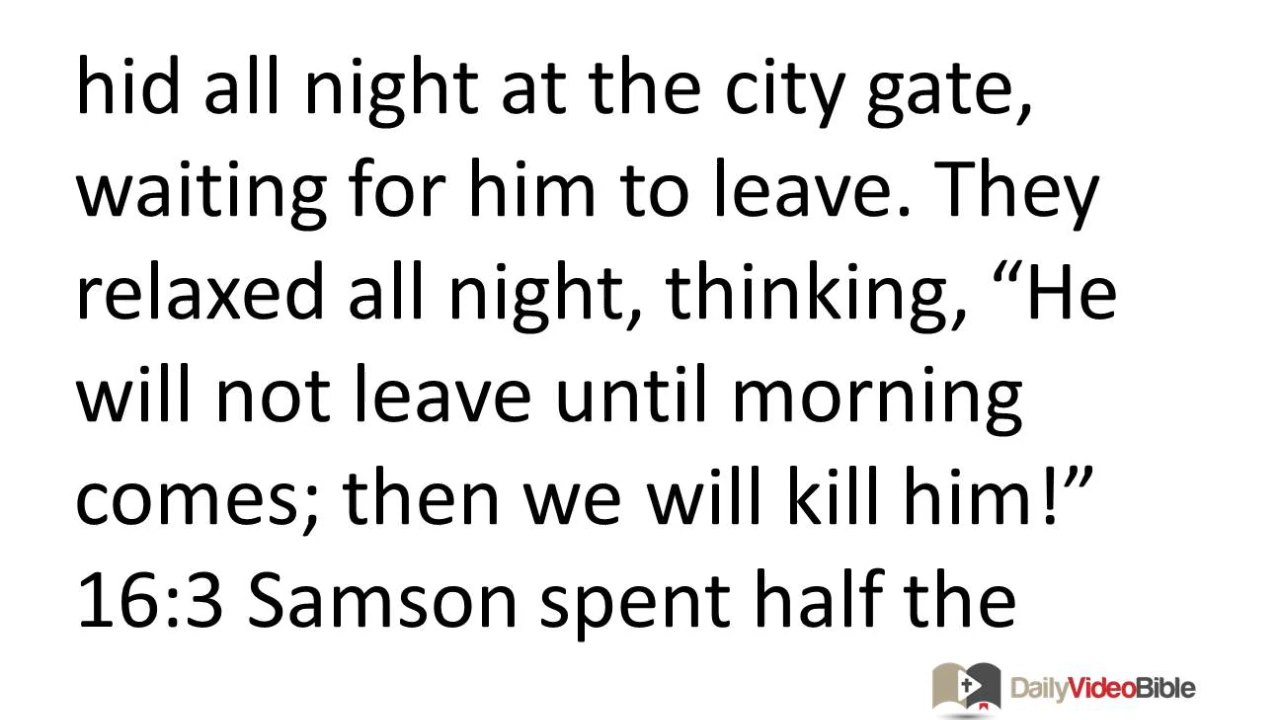 hid all night at the city gate,
waiting for him to leave. They
relaxed all night, thinking, “He
will not leave until morning
comes; then we will kill him!”
16:3 Samson spent half the
DailyVideoBible